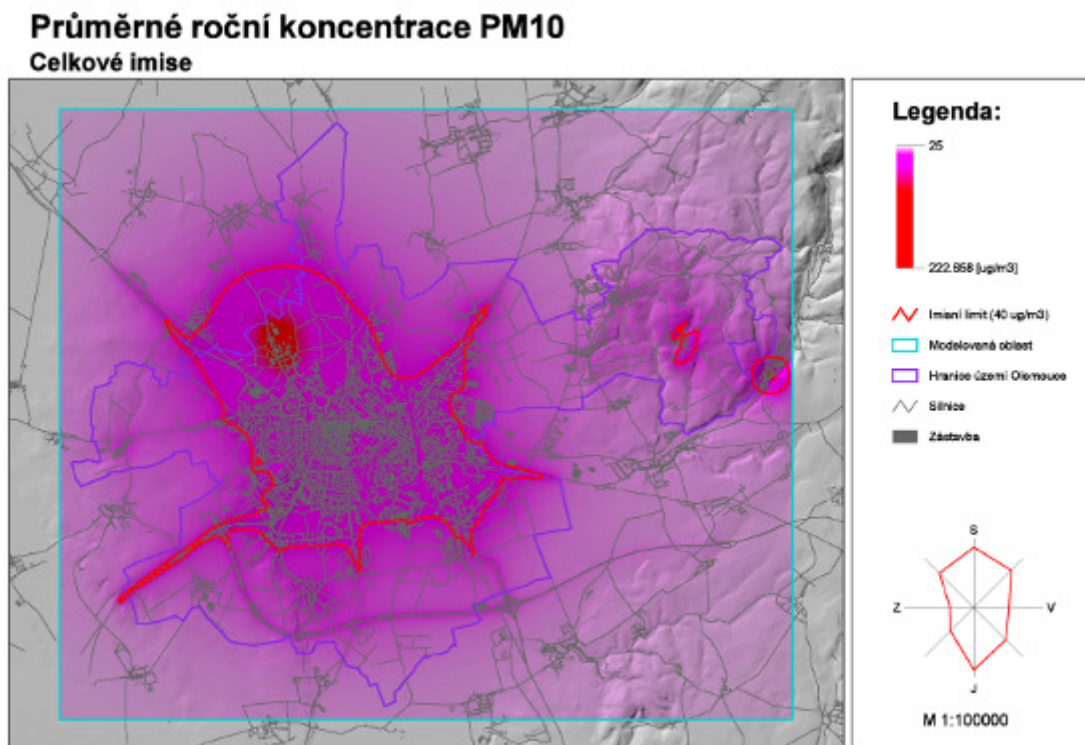 Průměrné roční koncentrace PM10
Celkové imise
Legenda:
25
222.658 [ug/m3]
Imisní limit (40 ug/m3)
Modelovaná oblast
Hranice území Olomouce
Silnice
Zástavba
S
Z
V
J
M 1:100000